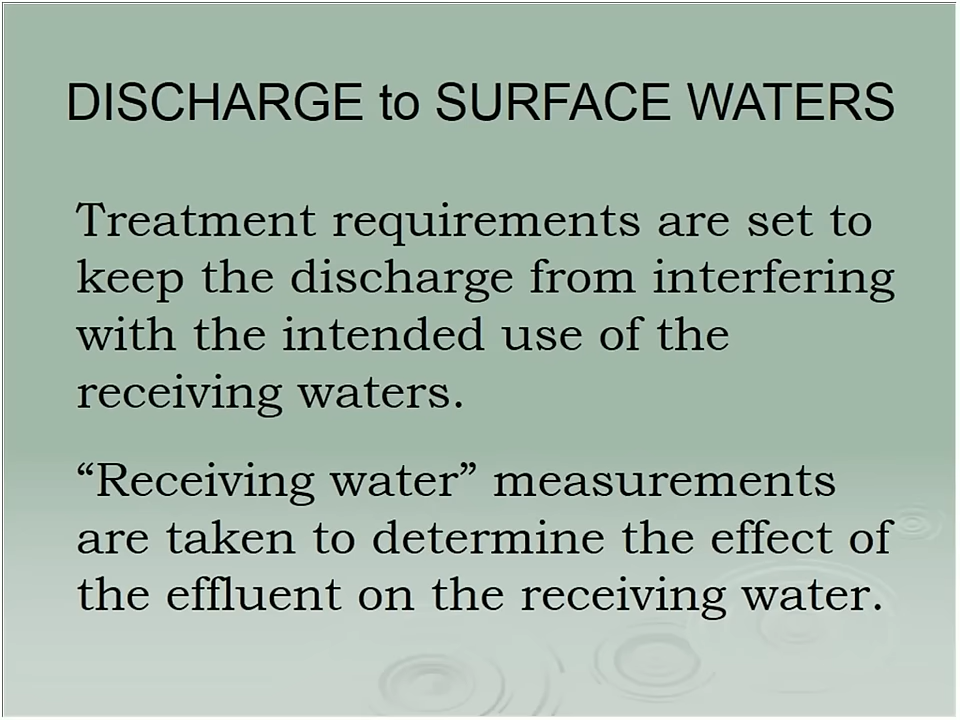 DISCHARGE to SURFACE WATERS
Treatment requirements are set to
keep the discharge from interfering
with the intended use of the
receiving waters.
“Receiving water” measurements
are taken to determine the effect of
the effluent on the receiving water.